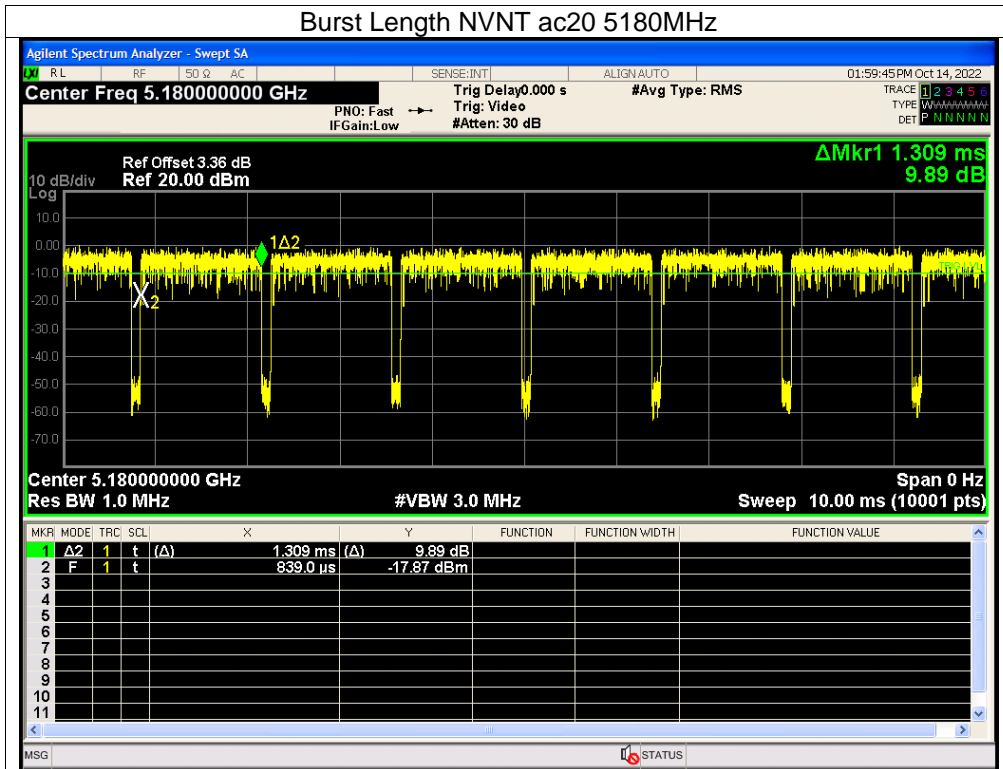 Burst Length NVNT ac20 5180MHz
Agilent Spectrum Analyzer - Swept SA
LXI RL RF 50 Ω AC SENSE:INT ALIGN AUTO 01:59:45 PM Oct 14, 2022
Center Freq 5.180000000 GHz
PNO: Fast
IFGain:Low
Trig Delay0.000 s
Trig: Video
#Atten: 30 dB
#Avg Type: RMS
TRACE 1 2 3 4 5 6
TYPE
DET P N N N N N
ΔMkr1 1.309 ms
9.89 dB
Ref Offset 3.36 dB
10 dB/div Ref 20.00 dBm
Log
10.0
0.00
-10.0
-20.0
-30.0
-40.0
-50.0
-60.0
-70.0
1Δ2
2
TRIG LVL
Center 5.180000000 GHz Span 0 Hz
Res BW 1.0 MHz #VBW 3.0 MHz Sweep 10.00 ms (10001 pts)
MKR MODE TRC SCL X Y FUNCTION FUNCTION WIDTH FUNCTION VALUE
1 Δ2 1 t (Δ) 1.309 ms (Δ) 9.89 dB
2 F 1 t 839.0 µs -17.87 dBm
3
4
5
6
7
8
9
10
11
MSG STATUS